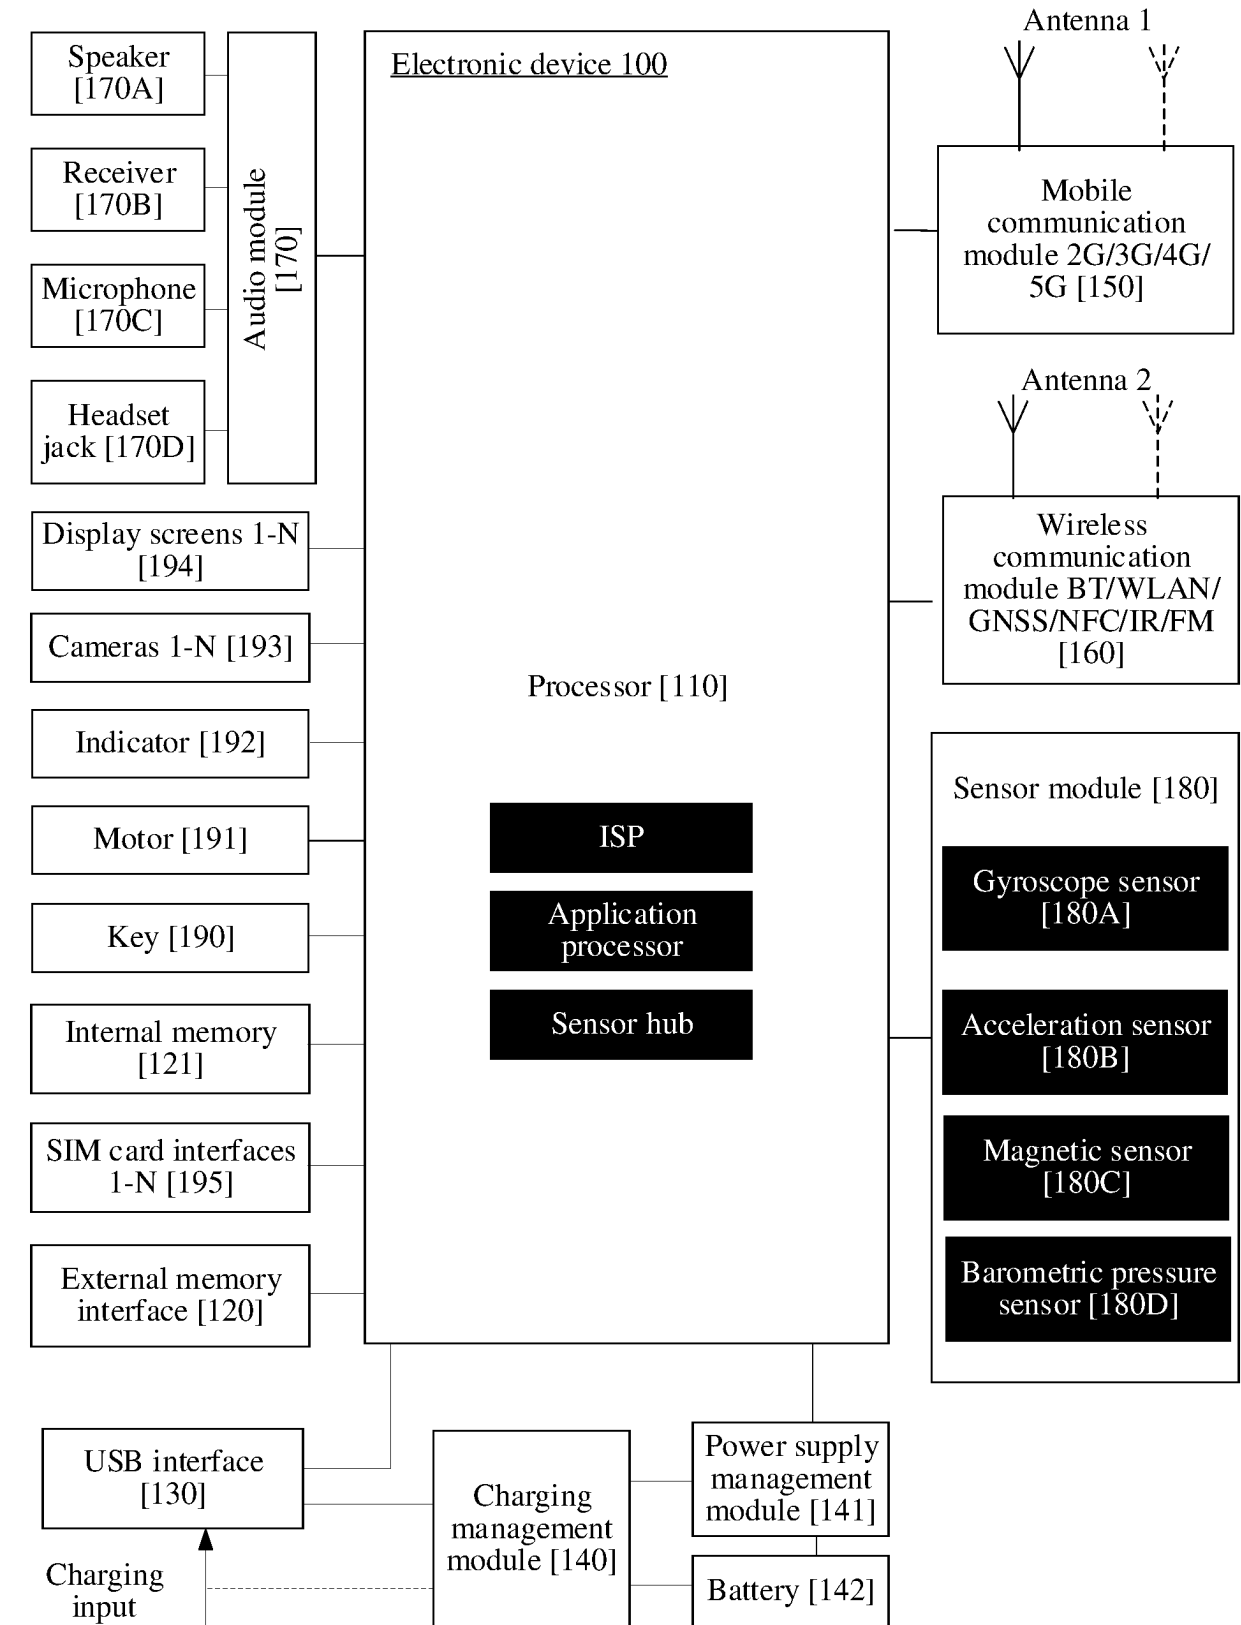 Antenna 1
Electronic device 100
Speaker
[170A]
Receiver
[170B]
Microphone
[170C]
Headset
jack [170D]
Audio module
[170]
Mobile
communication
module 2G/3G/4G/
5G [150]
Antenna 2
Wireless
communication
module BT/WLAN/
GNSS/NFC/IR/FM
[160]
Display screens 1-N
[194]
Cameras 1-N [193]
Indicator [192]
Motor [191]
Key [190]
Internal memory
[121]
SIM card interfaces
1-N [195]
External memory
interface [120]
Processor [110]
ISP
Application
processor
Sensor hub
Sensor module [180]
Gyroscope sensor
[180A]
Acceleration sensor
[180B]
Magnetic sensor
[180C]
Barometric pressure
sensor [180D]
USB interface
[130]
Charging
input
Charging
management
module [140]
Power supply
management
module [141]
Battery [142]